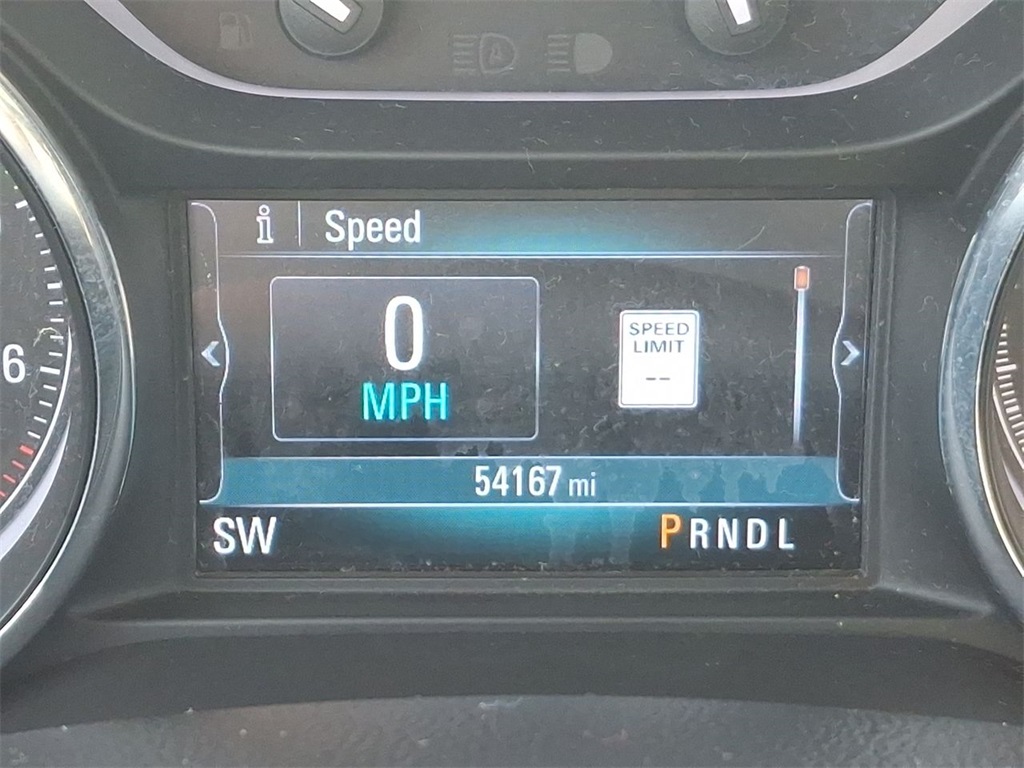 i Speed
0
MPH
SPEED
LIMIT
--
6
54167 mi
SW
PRNDL